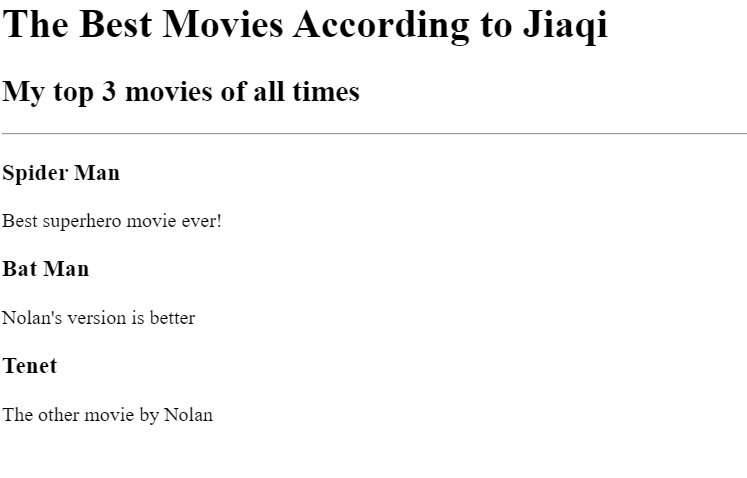 The Best Movies According to Jiaqi
My top 3 movies of all times
Spider Man
Best superhero movie ever!
Bat Man
Nolan's version is better
Tenet
The other movie by Nolan